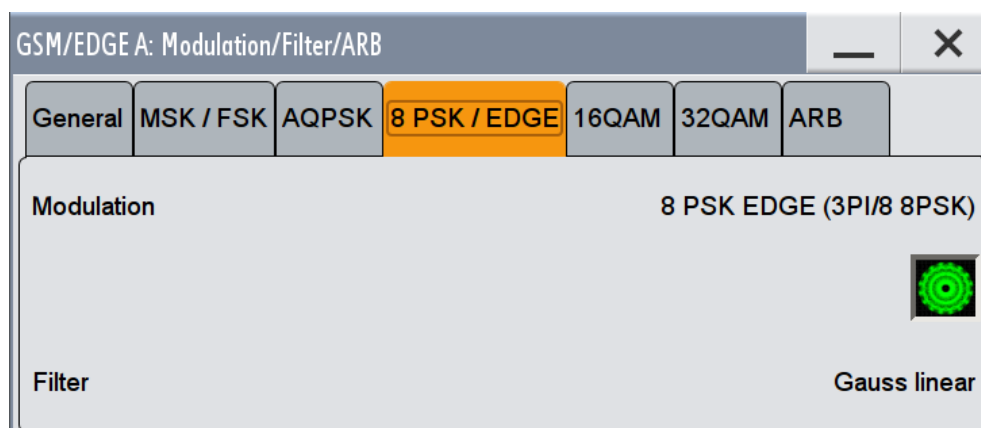 GSM/EDGE A: Modulation/Filter/ARB
General MSK / FSK AQPSK 8 PSK / EDGE 16QAM 32QAM ARB
Modulation 8 PSK EDGE (3PI/8 8PSK)
Filter Gauss linear